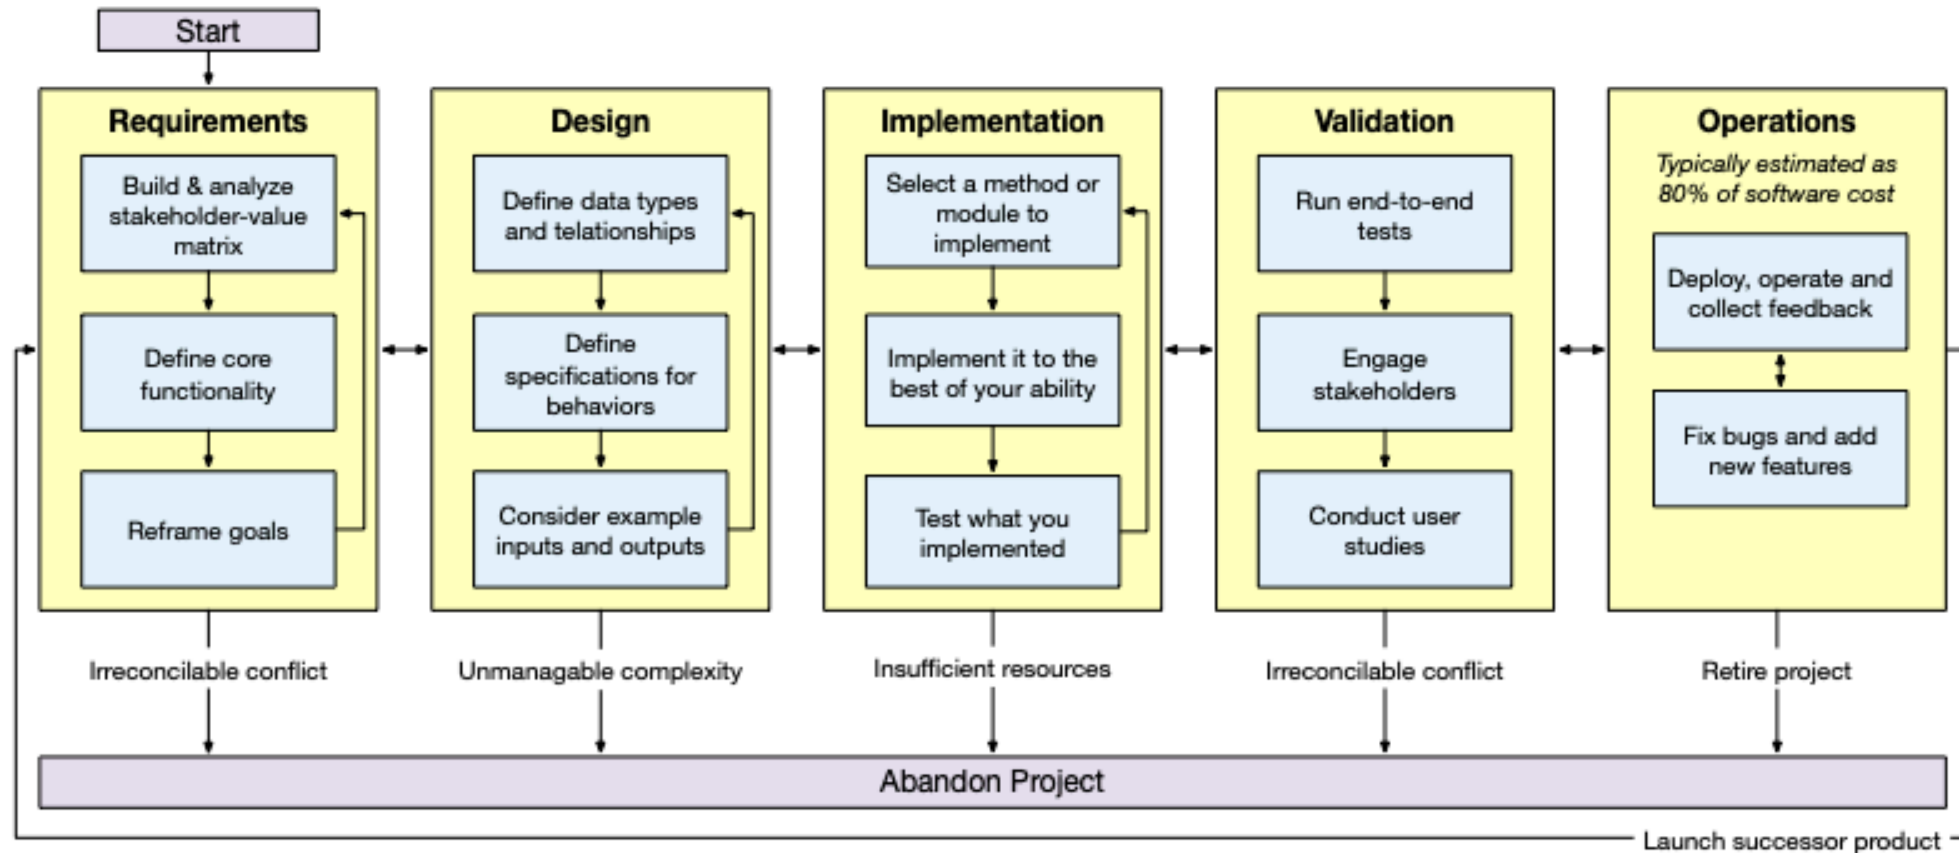 Start
Requirements
Build & analyze
stakeholder-value
matrix
Define core
functionality
Reframe goals
Design
Define data types
and telationships
Define
specifications for
behaviors
Consider example
inputs and outputs
Implementation
Select a method or
module to
implement
Implement it to the
best of your ability
Test what you
implemented
Validation
Run end-to-end
tests
Engage
stakeholders
Conduct user
studies
Operations
Typically estimated as
80% of software cost
Deploy, operate and
collect feedback
Fix bugs and add
new features
Irreconcilable conflict
Unmanagable complexity
Insufficient resources
Irreconcilable conflict
Retire project
Abandon Project
Launch successor product